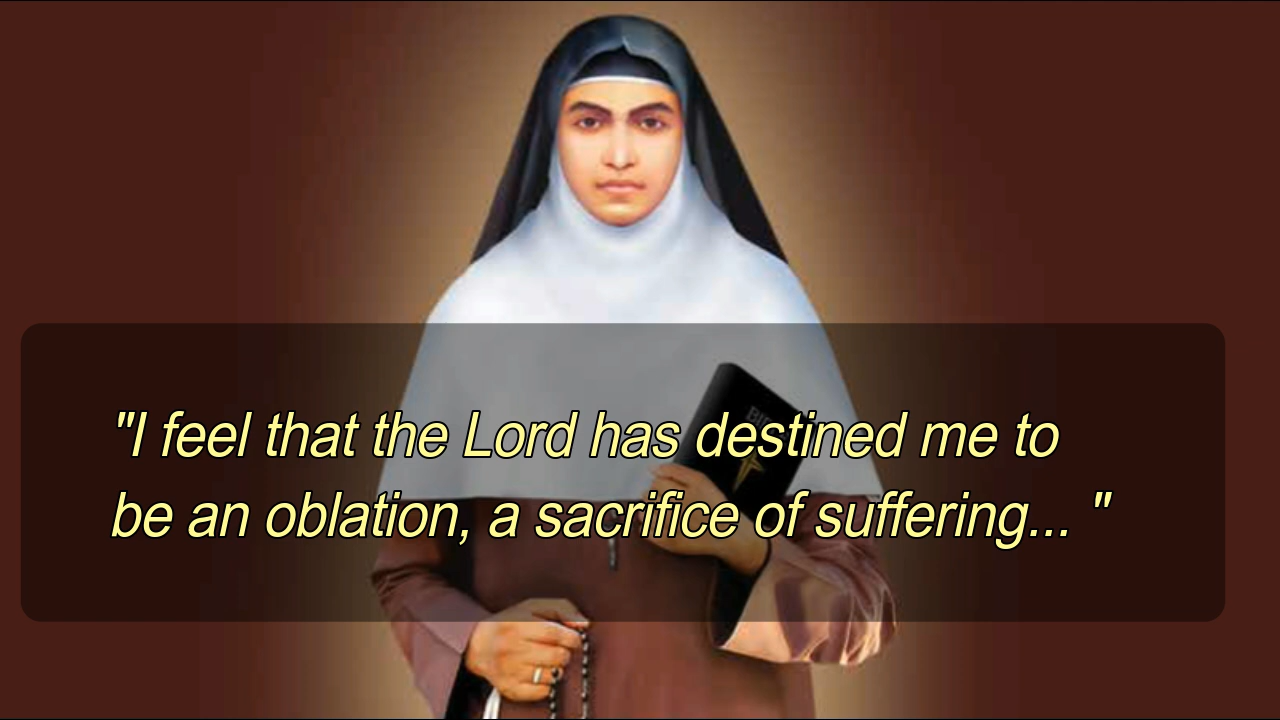 "I feel that the Lord has destined me to
be an oblation, a sacrifice of suffering... "